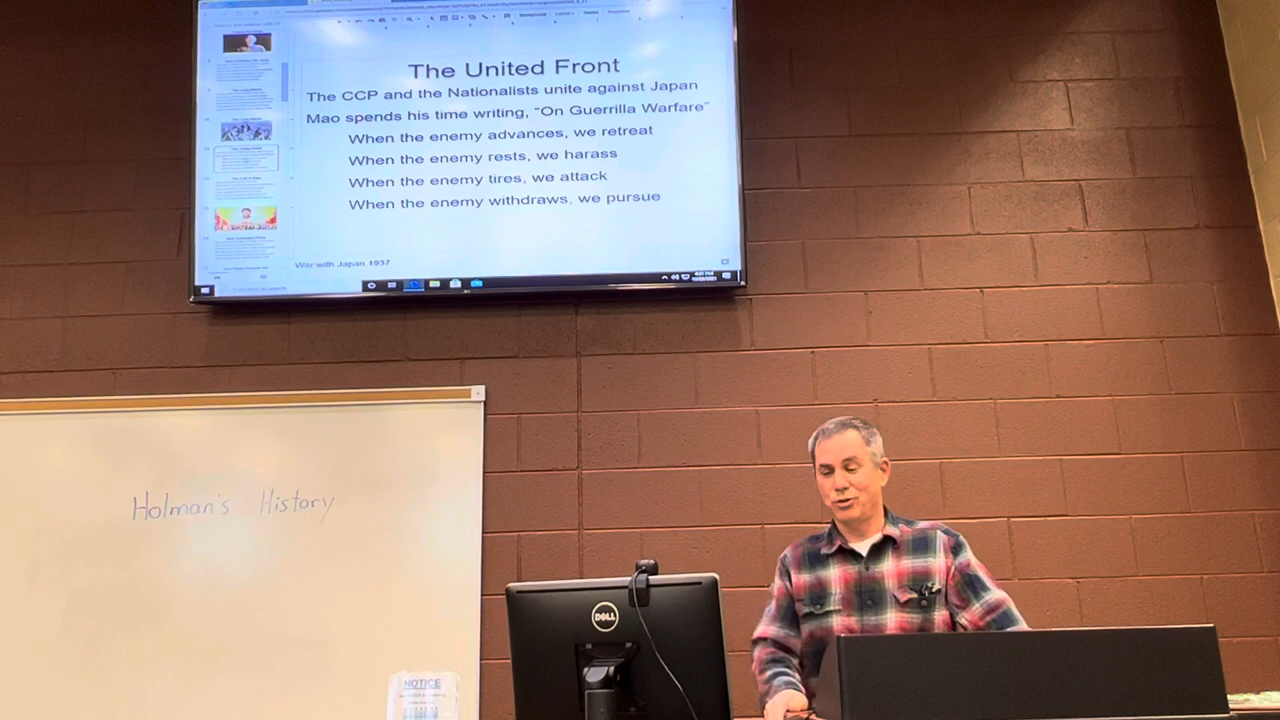 The United Front
The CCP and the Nationalists unite against Japan
Mao spends his time writing, “On Guerrilla Warfare”
When the enemy advances, we retreat
When the enemy rests, we harass
When the enemy tires, we attack
When the enemy withdraws, we pursue
War with Japan 1937
Holman's History
DELL
NOTICE